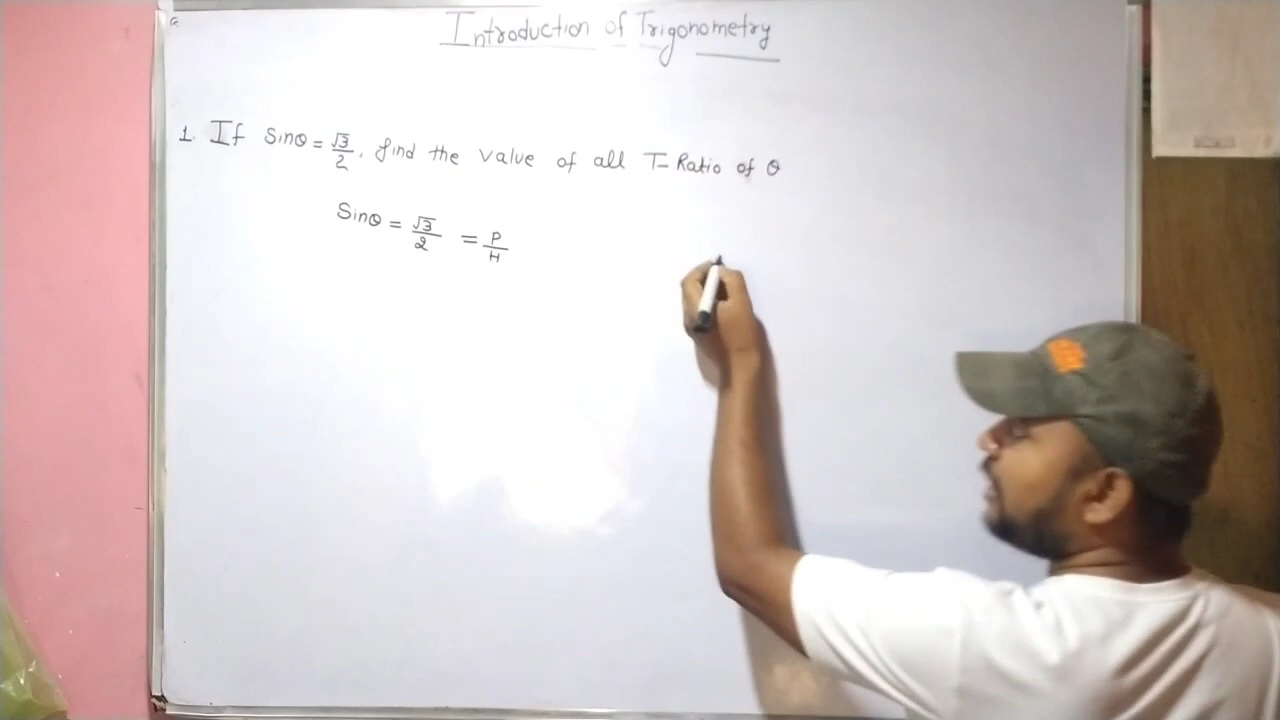 Introduction of Trigonometry
1. If Sinθ = √3/2, find the value of all T-Ratio of θ
Sinθ = √3/2 = P/H